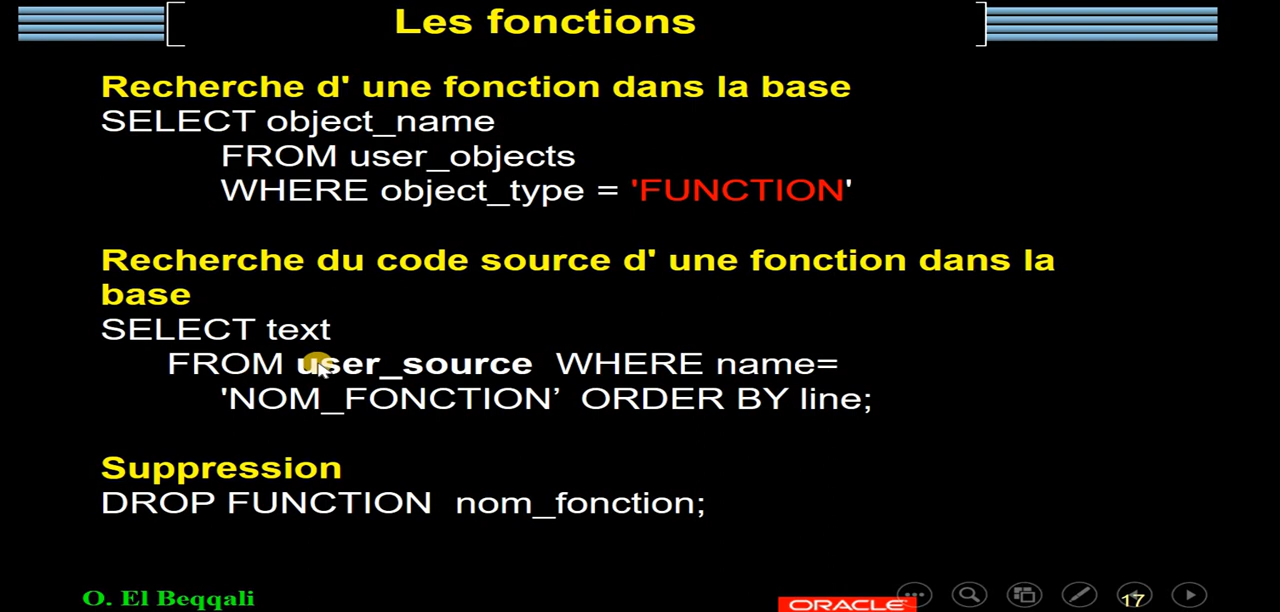 Les fonctions
Recherche d' une fonction dans la base
SELECT object_name
FROM user_objects
WHERE object_type = 'FUNCTION'
Recherche du code source d' une fonction dans la
base
SELECT text
FROM user_source WHERE name=
'NOM_FONCTION’ ORDER BY line;
Suppression
DROP FUNCTION nom_fonction;
O. El Beqqali
ORACLE
17